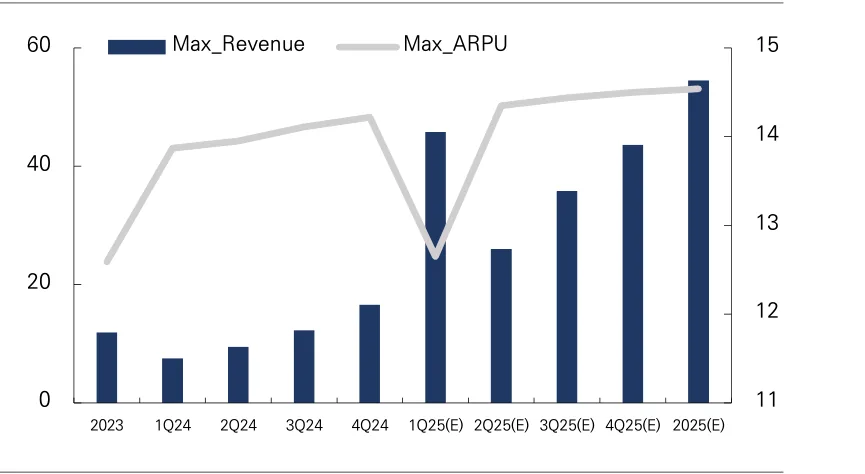 60
Max_Revenue
Max_ARPU
15
40
14
13
20
12
0
11
2023
1Q24
2Q24
3Q24
4Q24
1Q25(E)
2Q25(E)
3Q25(E)
4Q25(E)
2025(E)